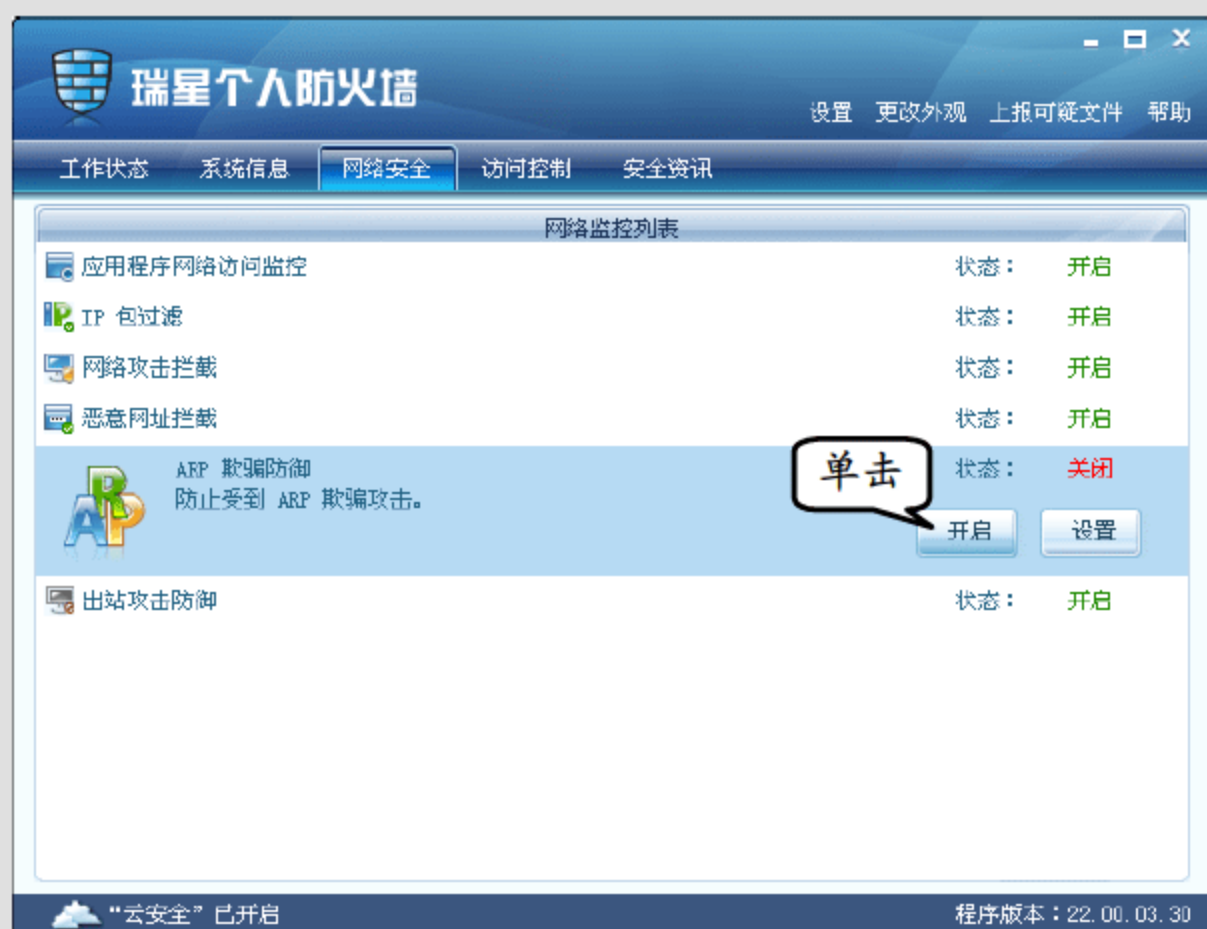 瑞星个人防火墙
设置 更改外观 上报可疑文件 帮助
工作状态 系统信息 网络安全 访问控制 安全资讯
网络监控列表
应用程序网络访问监控 状态： 开启
IP 包过滤 状态： 开启
网络攻击拦截 状态： 开启
恶意网址拦截 状态： 开启
ARP 欺骗防御 状态： 关闭
防止受到 ARP 欺骗攻击。
单击
开启 设置
出站攻击防御 状态： 开启
“云安全”已开启 程序版本：22.00.03.30